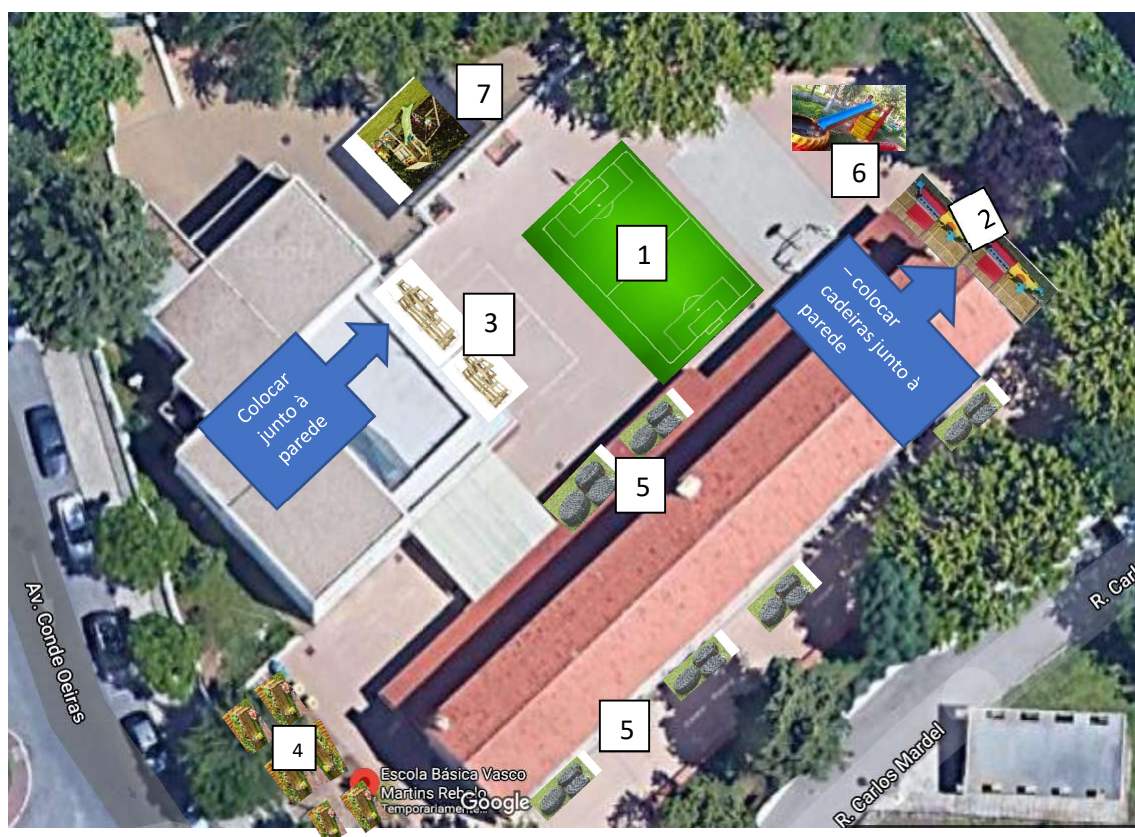 7
6
2
1
– colocar
cadeiras junto à
parede
3
Colocar
junto à
parede
5
Av. Conde Oeiras
R. Carl
5
4
R. Carlos Mardel
Escola Básica Vasco
Martins Rebelo
Temporariamente...
Google